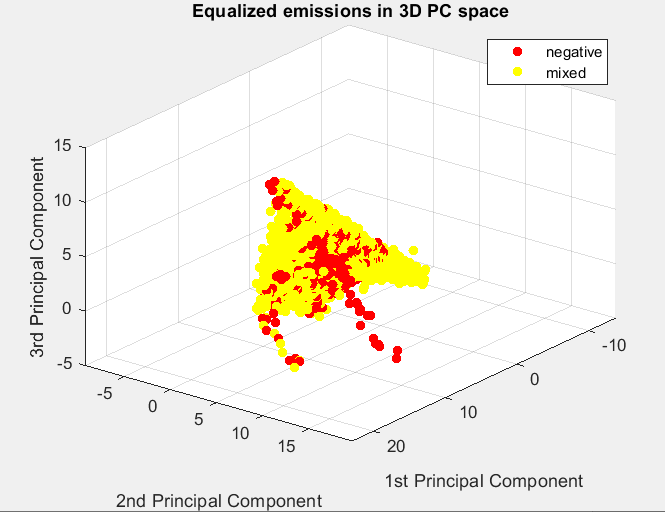 Equalized emissions in 3D PC space
negative
mixed
15
10
5
0
-5
3rd Principal Component
-5
0
5
10
15
2nd Principal Component
20
10
0
-10
1st Principal Component